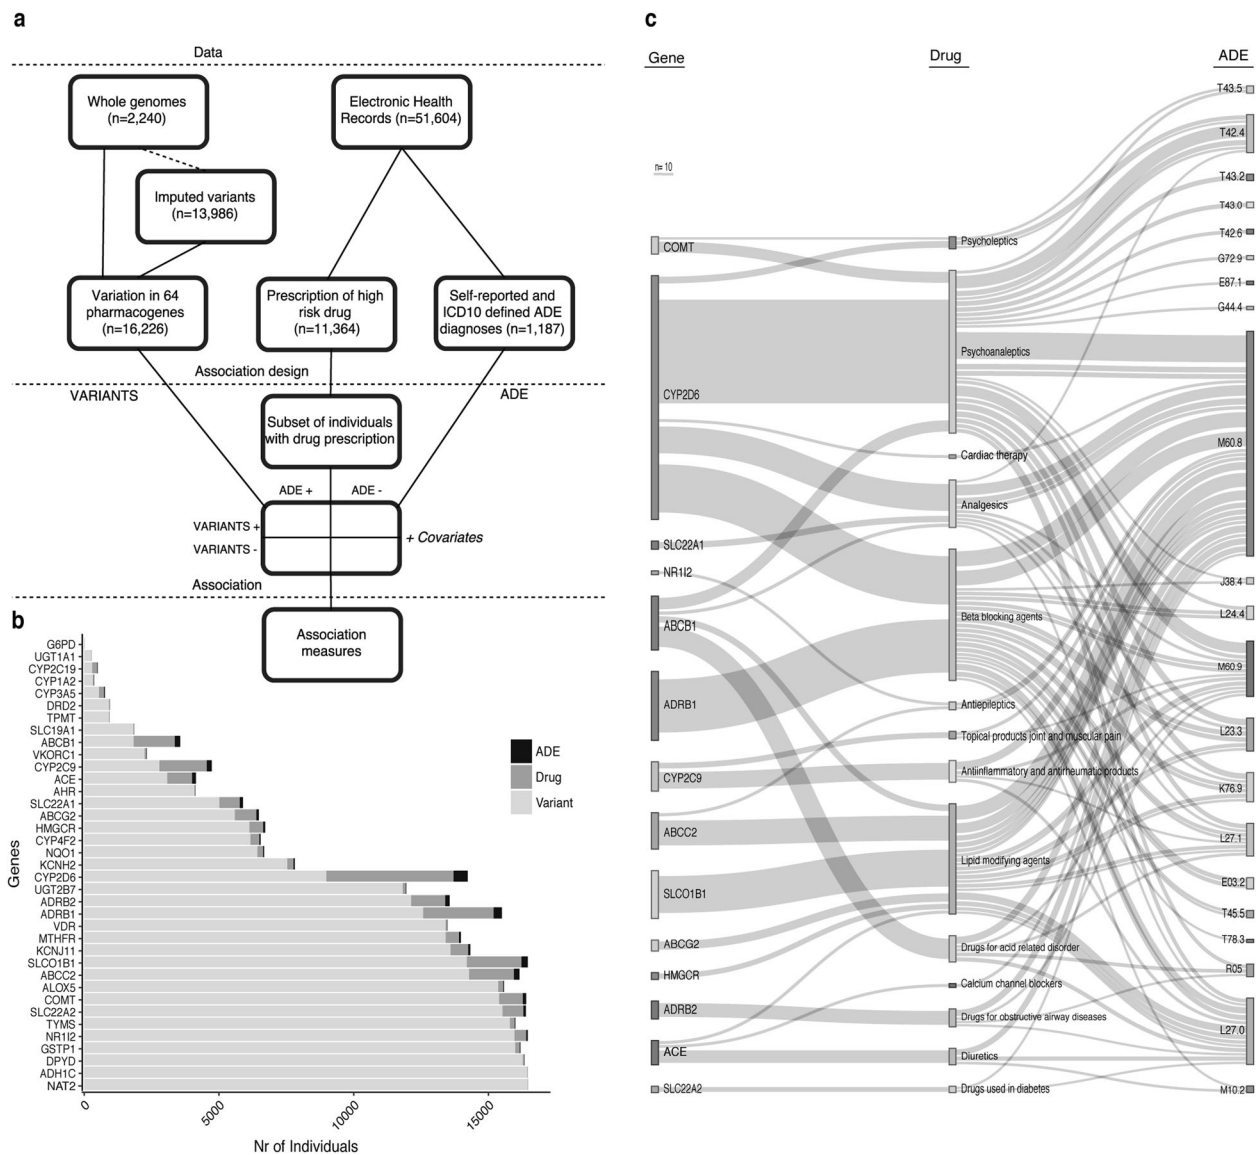 a
Data
Whole genomes
(n=2,240)
Electronic Health
Records (n=51,604)
Imputed variants
(n=13,986)
Variation in 64
pharmacogenes
(n=16,226)
Prescription of high
risk drug
(n=11,364)
Self-reported and
ICD10 defined ADE
diagnoses (n=1,187)
Association design
VARIANTS
ADE
Subset of individuals
with drug prescription
ADE +
ADE -
VARIANTS +
VARIANTS -
+ Covariates
Association
Association
measures
b
G6PD
UGT1A1
CYP2C19
CYP1A2
CYP3A5
DRD2
TPMT
SLC19A1
ABCB1
VKORC1
CYP2C9
ACE
AHR
SLC22A1
ABCG2
HMGCR
CYP4F2
NQO1
KCNH2
CYP2D6
UGT2B7
ADRB2
ADRB1
VDR
MTHFR
KCNJ11
SLCO1B1
ABCC2
ALOX5
COMT
SLC22A2
TYMS
NR1I2
GSTP1
DPYD
ADH1C
NAT2
Genes
ADE
Drug
Variant
0
5000
10000
15000
Nr of Individuals
c
Gene
Drug
ADE
n= 10
COMT
CYP2D6
SLC22A1
NR1I2
ABCB1
ADRB1
CYP2C9
ABCC2
SLCO1B1
ABCG2
HMGCR
ADRB2
ACE
SLC22A2
Psycholeptics
Psychoanaleptics
Cardiac therapy
Analgesics
Beta blocking agents
Antiepileptics
Topical products joint and muscular pain
Antiinflammatory and antirheumatic products
Lipid modifying agents
Drugs for acid related disorder
Calcium channel blockers
Drugs for obstructive airway diseases
Diuretics
Drugs used in diabetes
T43.5
T42.4
T43.2
T43.0
T42.6
G72.9
E87.1
G44.4
M60.8
J38.4
L24.4
M60.9
L23.3
K76.9
L27.1
E03.2
T45.5
T78.3
R05
L27.0
M10.2